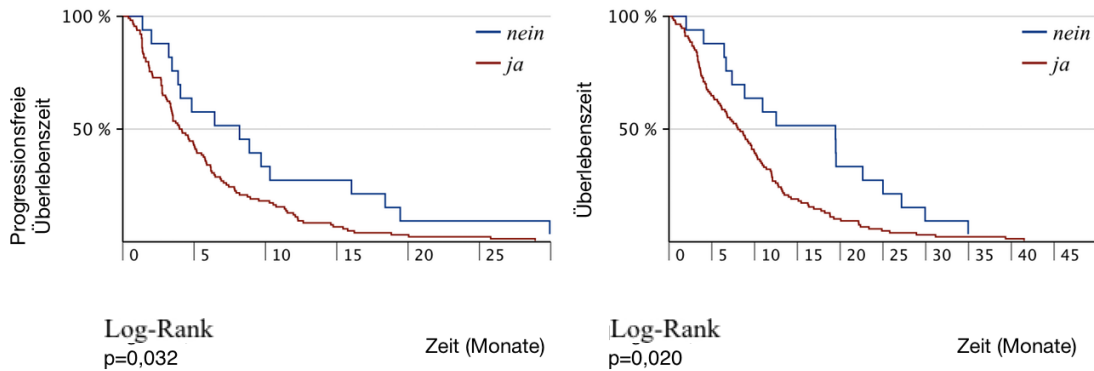 100 %
50 %
Progressionsfreie
Überlebenszeit
nein
ja
0 5 10 15 20 25
Log-Rank
p=0,032
Zeit (Monate)
100 %
50 %
Überlebenszeit
nein
ja
0 5 10 15 20 25 30 35 40 45
Log-Rank
p=0,020
Zeit (Monate)